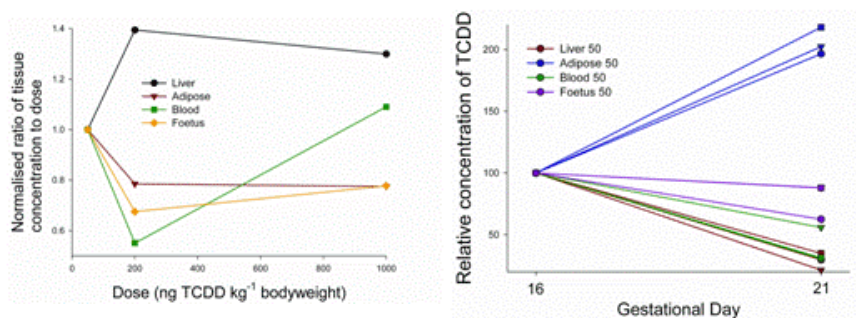 1.4
1.2
1.0
0.8
0.6
Normalised ratio of tissue
concentration to dose
Liver
Adipose
Blood
Foetus
0 200 400 600 800 1000
Dose (ng TCDD kg⁻¹ bodyweight)
200
150
100
50
Relative concentration of TCDD
Liver 50
Adipose 50
Blood 50
Foetus 50
16 21
Gestational Day